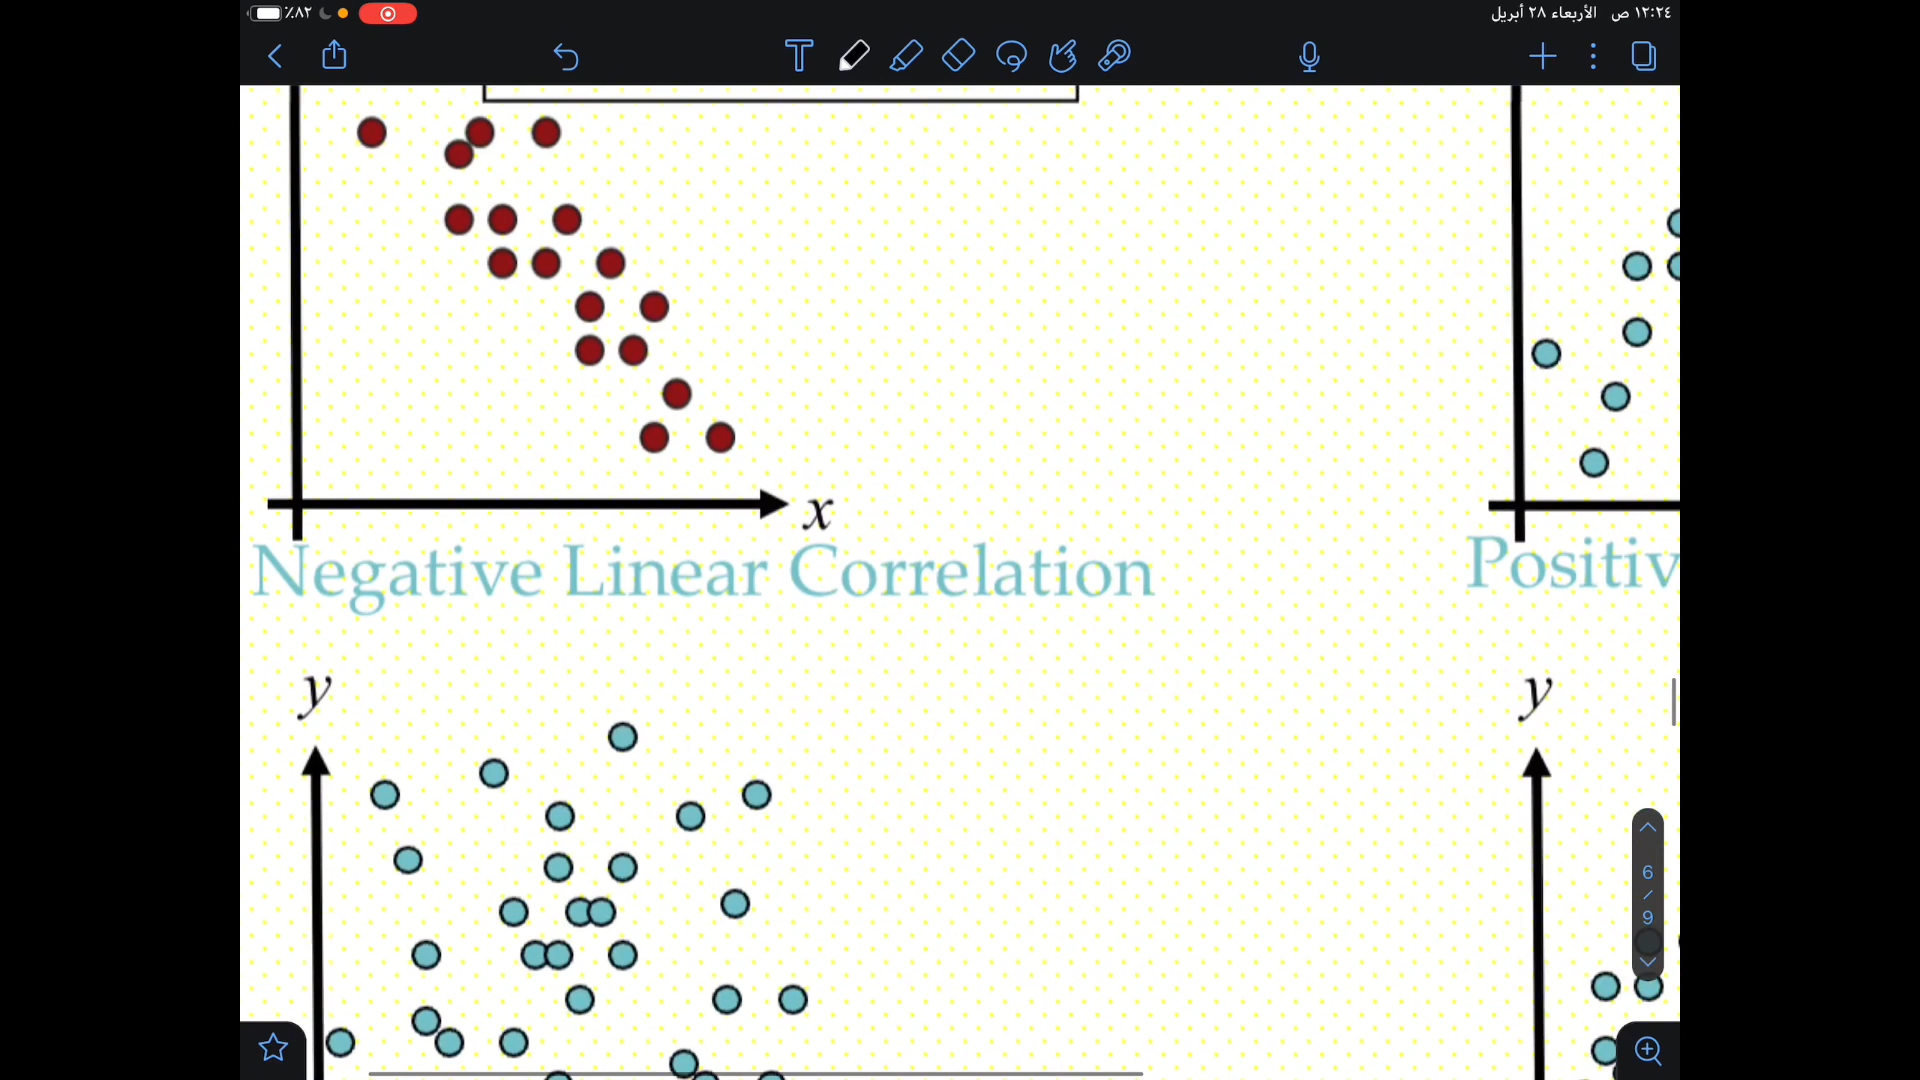 ٪٨٢
١٢:٢٤ ص الأربعاء ٢٨ أبريل
T
x
Negative Linear Correlation
Positiv
y
y
6
/
9